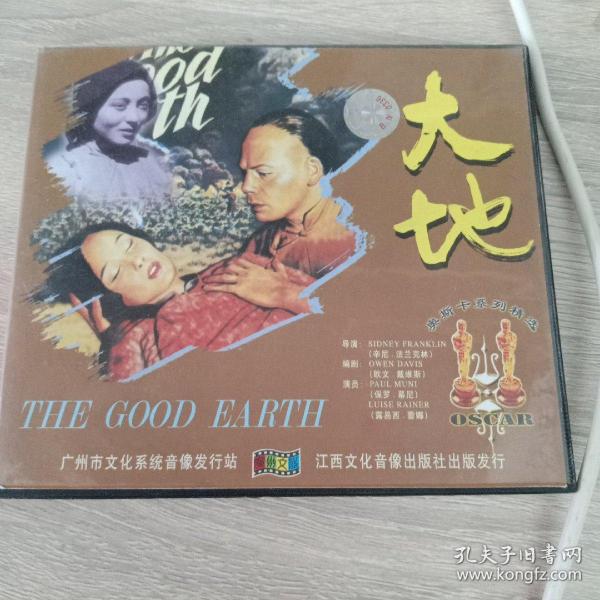 the
ood
th
大地
奥斯卡系列精选
导演: SIDNEY FRANKLIN
(辛尼.法兰克林)
编剧: OWEN DAVIS
(欧文.戴维斯)
演员: PAUL MUNI
(保罗.慕尼)
LUISE RAINER
(露易西.雷娜)
OSCAR
THE GOOD EARTH
广州市文化系统音像发行站
江西文化音像出版社出版发行
孔夫子旧书网
www.kongfz.com